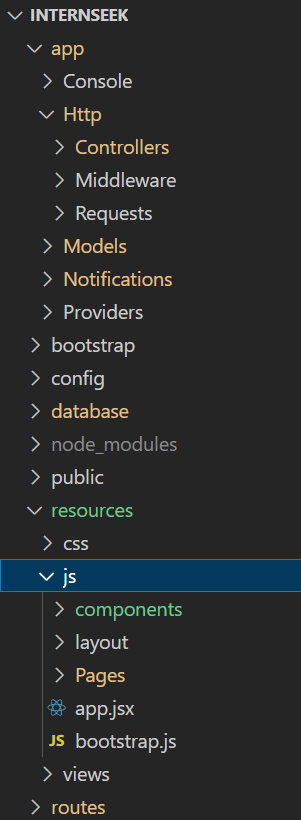 INTERNSEEK
app
Console
Http
Controllers
Middleware
Requests
Models
Notifications
Providers
bootstrap
config
database
node_modules
public
resources
css
js
components
layout
Pages
app.jsx
JS bootstrap.js
views
routes